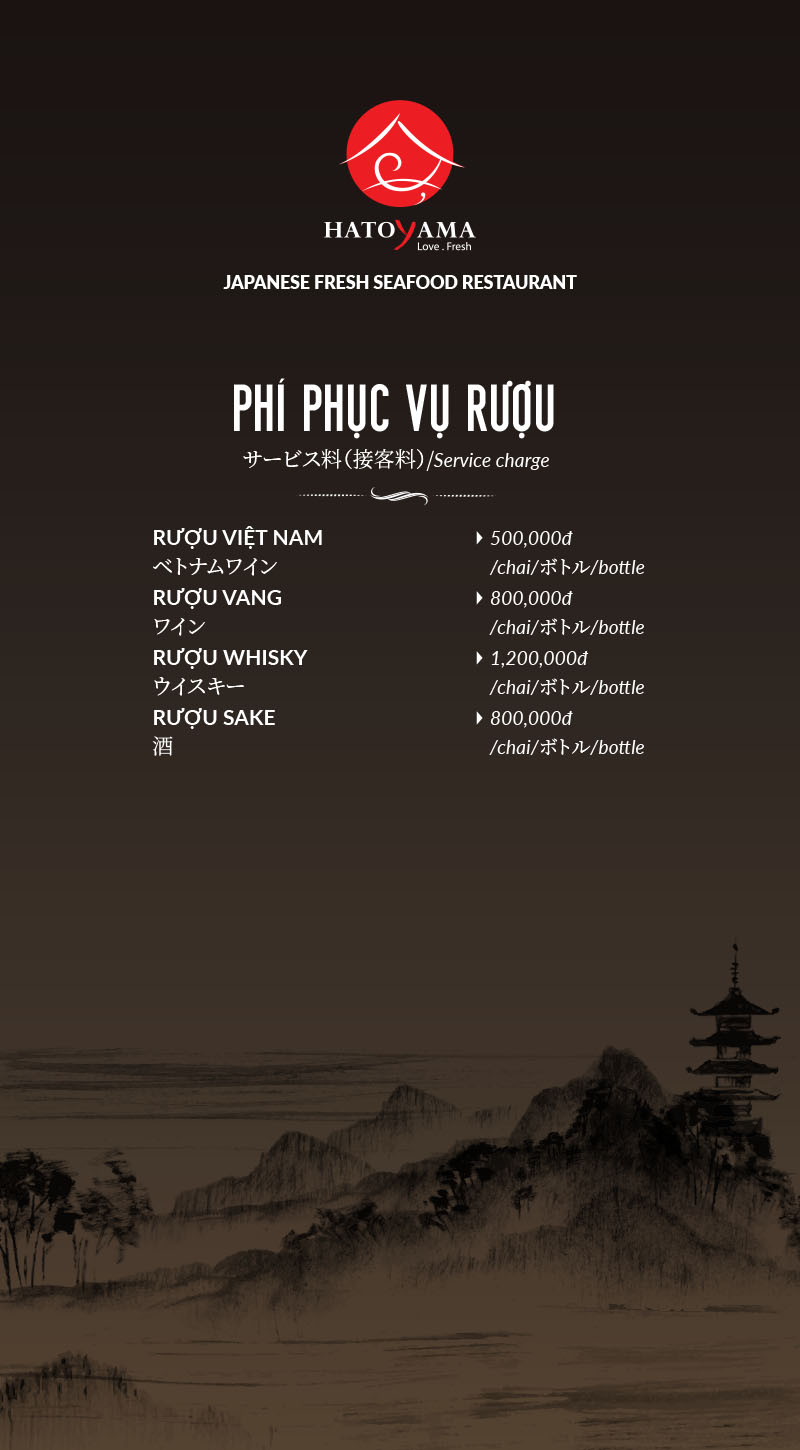 HATOYAMA
Love . Fresh
JAPANESE FRESH SEAFOOD RESTAURANT
PHÍ PHỤC VỤ RƯỢU
サービス料（接客料）/Service charge
RƯỢU VIỆT NAM 500,000đ
ベトナムワイン /chai/ボトル/bottle
RƯỢU VANG 800,000đ
ワイン /chai/ボトル/bottle
RƯỢU WHISKY 1,200,000đ
ウイスキー /chai/ボトル/bottle
RƯỢU SAKE 800,000đ
酒 /chai/ボトル/bottle